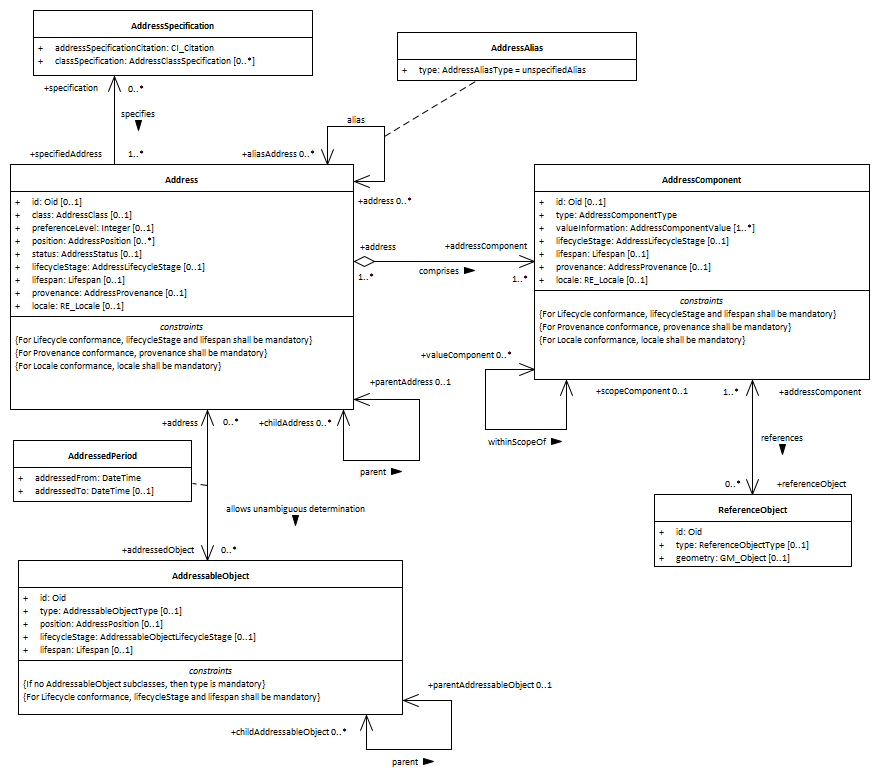 AddressSpecification
+ addressSpecificationCitation: CI_Citation
+ classSpecification: AddressClassSpecification [0..*]
AddressAlias
+ type: AddressAliasType = unspecifiedAlias
+specification 0..*
specifies
+specifiedAddress 1..*
alias
+aliasAddress 0..*
+address 0..*
Address
+ id: Oid [0..1]
+ class: AddressClass [0..1]
+ preferenceLevel: Integer [0..1]
+ position: AddressPosition [0..*]
+ status: AddressStatus [0..1]
+ lifecycleStage: AddressLifecycleStage [0..1]
+ lifespan: Lifespan [0..1]
+ provenance: AddressProvenance [0..1]
+ locale: RE_Locale [0..1]
constraints
{For Lifecycle conformance, lifecycleStage and lifespan shall be mandatory}
{For Provenance conformance, provenance shall be mandatory}
{For Locale conformance, locale shall be mandatory}
+address
1..*
comprises
+addressComponent
1..*
AddressComponent
+ id: Oid [0..1]
+ type: AddressComponentType
+ valueInformation: AddressComponentValue [1..*]
+ lifecycleStage: AddressLifecycleStage [0..1]
+ lifespan: Lifespan [0..1]
+ provenance: AddressProvenance [0..1]
+ locale: RE_Locale [0..1]
constraints
{For Lifecycle conformance, lifecycleStage and lifespan shall be mandatory}
{For Provenance conformance, provenance shall be mandatory}
{For Locale conformance, locale shall be mandatory}
+valueComponent 0..*
+scopeComponent 0..1
withinScopeOf
+parentAddress 0..1
+childAddress 0..*
parent
1..* +addressComponent
references
0..* +referenceObject
ReferenceObject
+ id: Oid
+ type: ReferenceObjectType [0..1]
+ geometry: GM_Object [0..1]
+address 0..*
AddressedPeriod
+ addressedFrom: DateTime
+ addressedTo: DateTime [0..1]
allows unambiguous determination
+addressedObject 0..*
AddressableObject
+ id: Oid
+ type: AddressableObjectType [0..1]
+ position: AddressPosition [0..1]
+ lifecycleStage: AddressableObjectLifecycleStage [0..1]
+ lifespan: Lifespan [0..1]
constraints
{If no AddressableObject subclasses, then type is mandatory}
{For Lifecycle conformance, lifecycleStage and lifespan shall be mandatory}
+parentAddressableObject 0..1
+childAddressableObject 0..*
parent